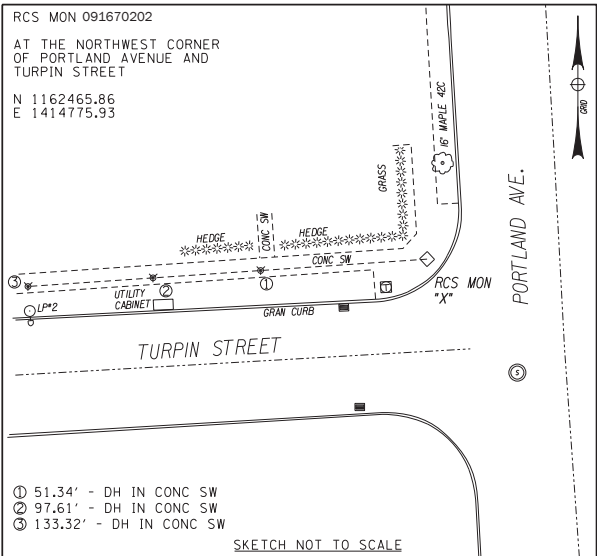 RCS MON 091670202
AT THE NORTHWEST CORNER
OF PORTLAND AVENUE AND
TURPIN STREET
N 1162465.86
E 1414775.93
GRID
16" MAPLE 42C
GRASS
PORTLAND AVE.
HEDGE
CONC SW
HEDGE
CONC SW
③
②
①
UTILITY
CABINET
LP#2
GRAN CURB
RCS MON
"X"
TURPIN STREET
S
① 51.34' - DH IN CONC SW
② 97.61' - DH IN CONC SW
③ 133.32' - DH IN CONC SW
SKETCH NOT TO SCALE